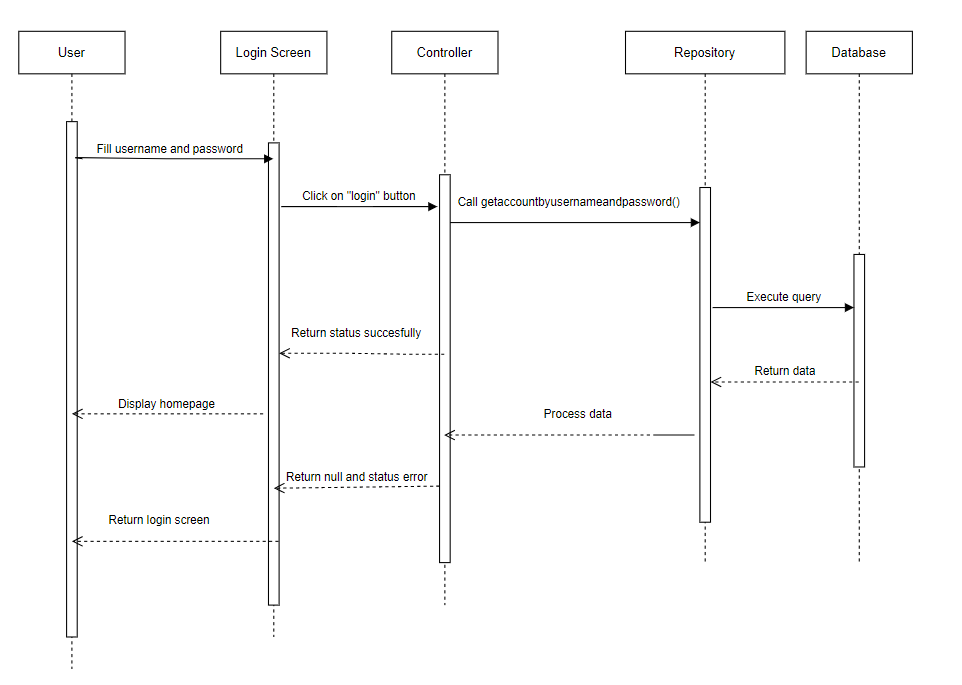 User
Login Screen
Controller
Repository
Database
Fill username and password
Click on "login" button
Call getaccountbyusernameandpassword()
Execute query
Return status succesfully
Return data
Display homepage
Process data
Return null and status error
Return login screen